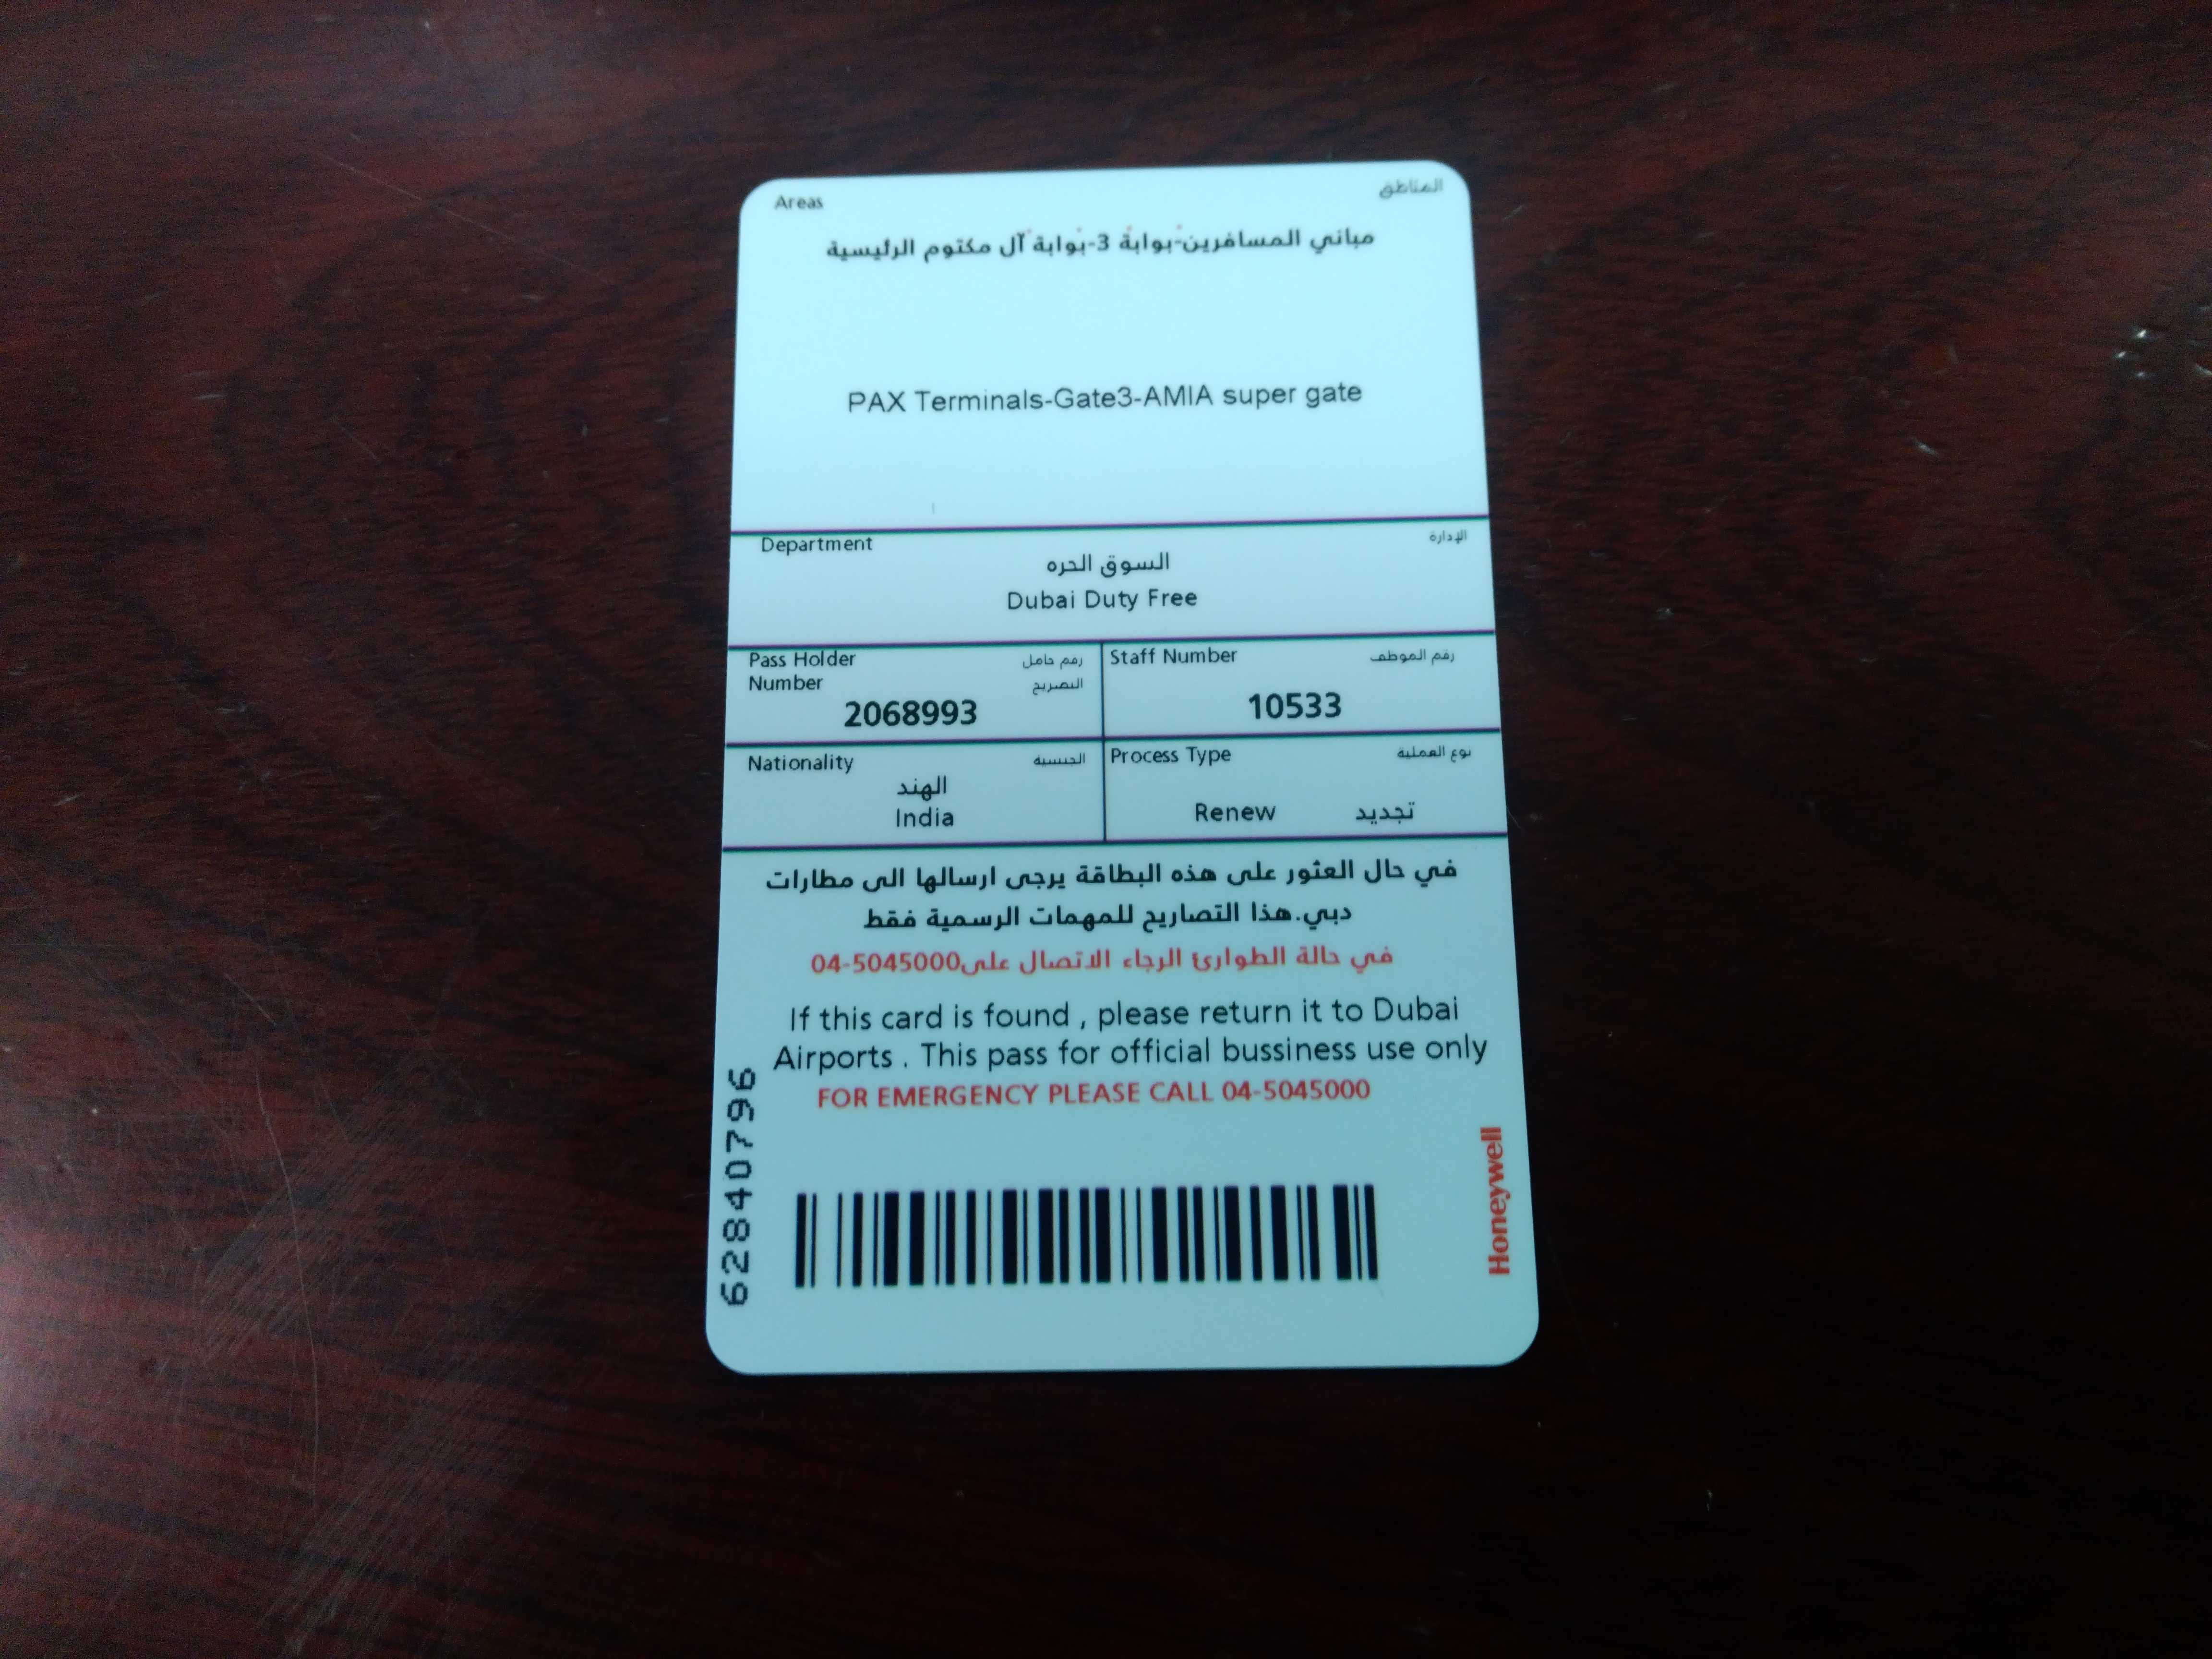 Areas المناطق
مباني المسافرين-بوابة 3-بوابة آل مكتوم الرئيسية
PAX Terminals-Gate3-AMIA super gate
Department الإدارة
السوق الحره
Dubai Duty Free
Pass Holder رقم حامل
Number التصريح
2068993
Staff Number رقم الموظف
10533
Nationality الجنسية
الهند
India
Process Type نوع العملية
Renew تجديد
في حال العثور على هذه البطاقة يرجى ارسالها الى مطارات
دبي.هذا التصاريح للمهمات الرسمية فقط
في حالة الطوارئ الرجاء الاتصال على04-5045000
If this card is found , please return it to Dubai
Airports . This pass for official bussiness use only
FOR EMERGENCY PLEASE CALL 04-5045000
62840796
Honeywell